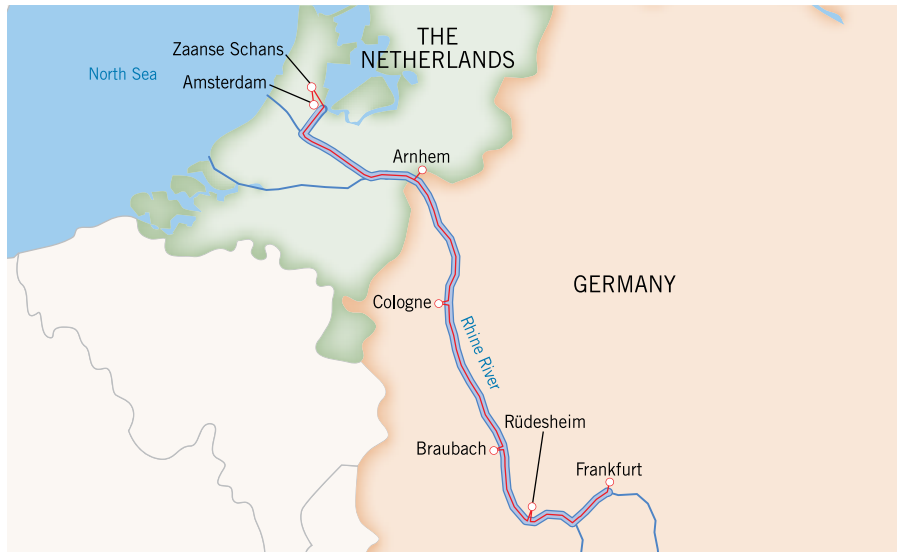 THE
NETHERLANDS
Zaanse Schans
North Sea
Amsterdam
Arnhem
GERMANY
Cologne
Rhine River
Rüdesheim
Braubach
Frankfurt